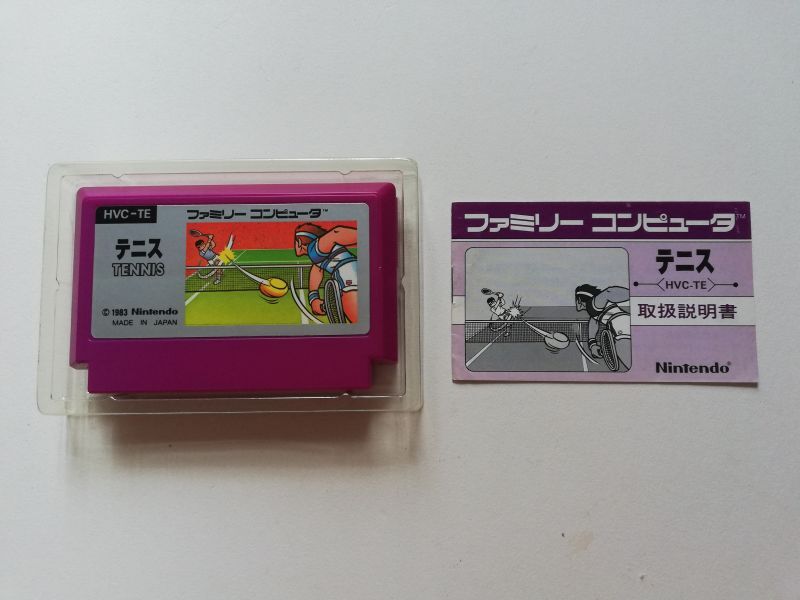 HVC-TE
ファミリー コンピュータ™
テニス
TENNIS
© 1983 Nintendo
MADE IN JAPAN
ファミリー コンピュータ™
テニス
HVC-TE
取扱説明書
Nintendo®